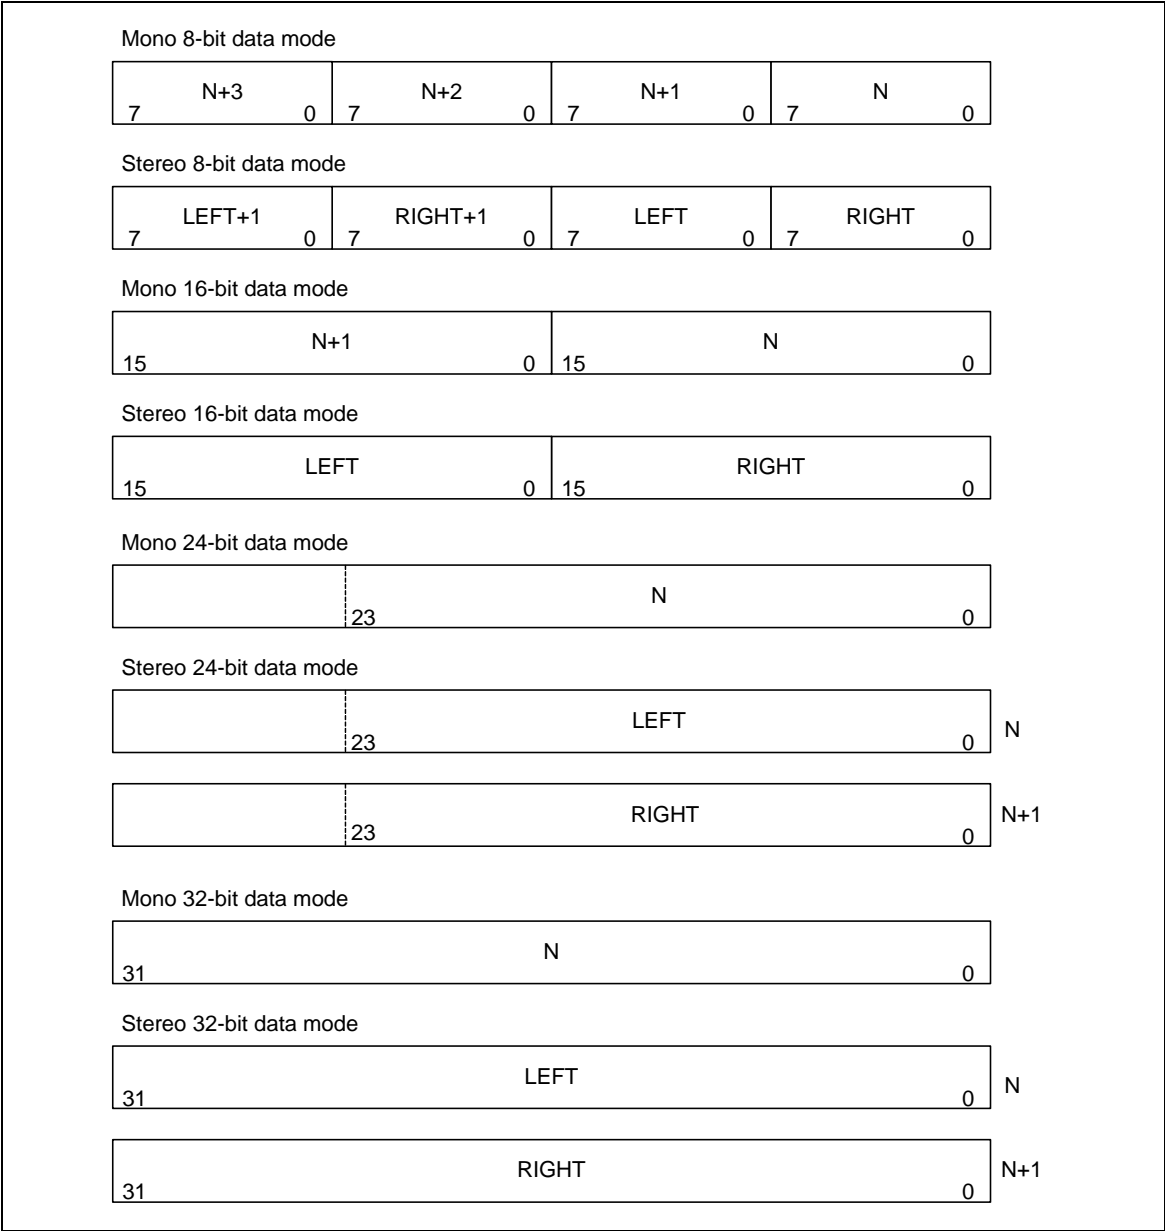 Mono 8-bit data mode
N+3 N+2 N+1 N
7 0 7 0 7 0 7 0
Stereo 8-bit data mode
LEFT+1 RIGHT+1 LEFT RIGHT
7 0 7 0 7 0 7 0
Mono 16-bit data mode
N+1 N
15 0 15 0
Stereo 16-bit data mode
LEFT RIGHT
15 0 15 0
Mono 24-bit data mode
N
23 0
Stereo 24-bit data mode
LEFT N
23 0
RIGHT N+1
23 0
Mono 32-bit data mode
N
31 0
Stereo 32-bit data mode
LEFT N
31 0
RIGHT N+1
31 0